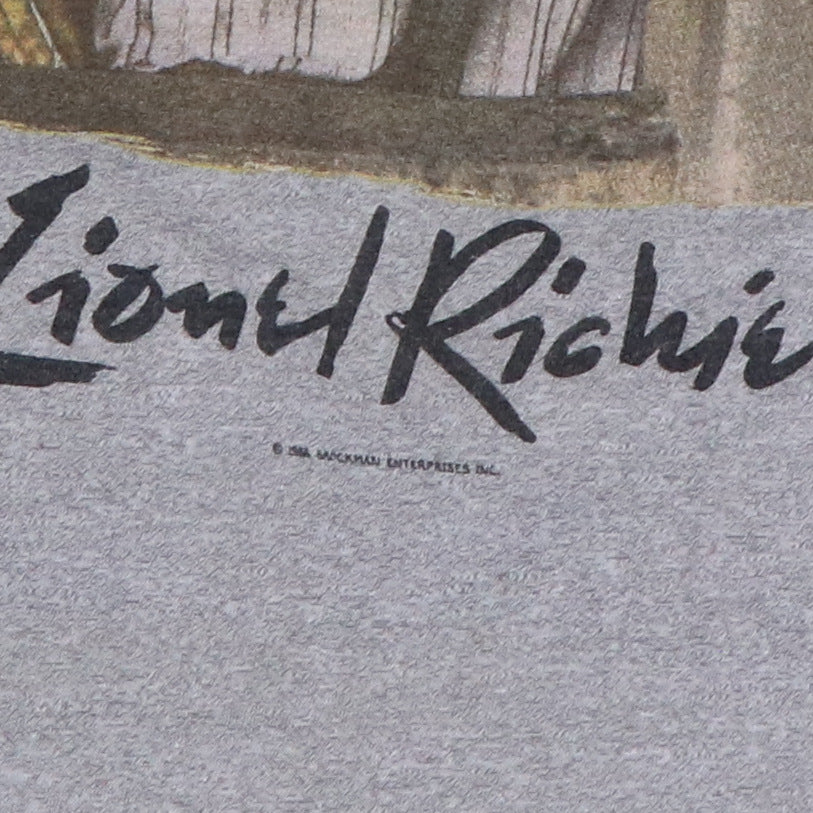 Lionel Richie
© BROCKMAN ENTERPRISES INC.